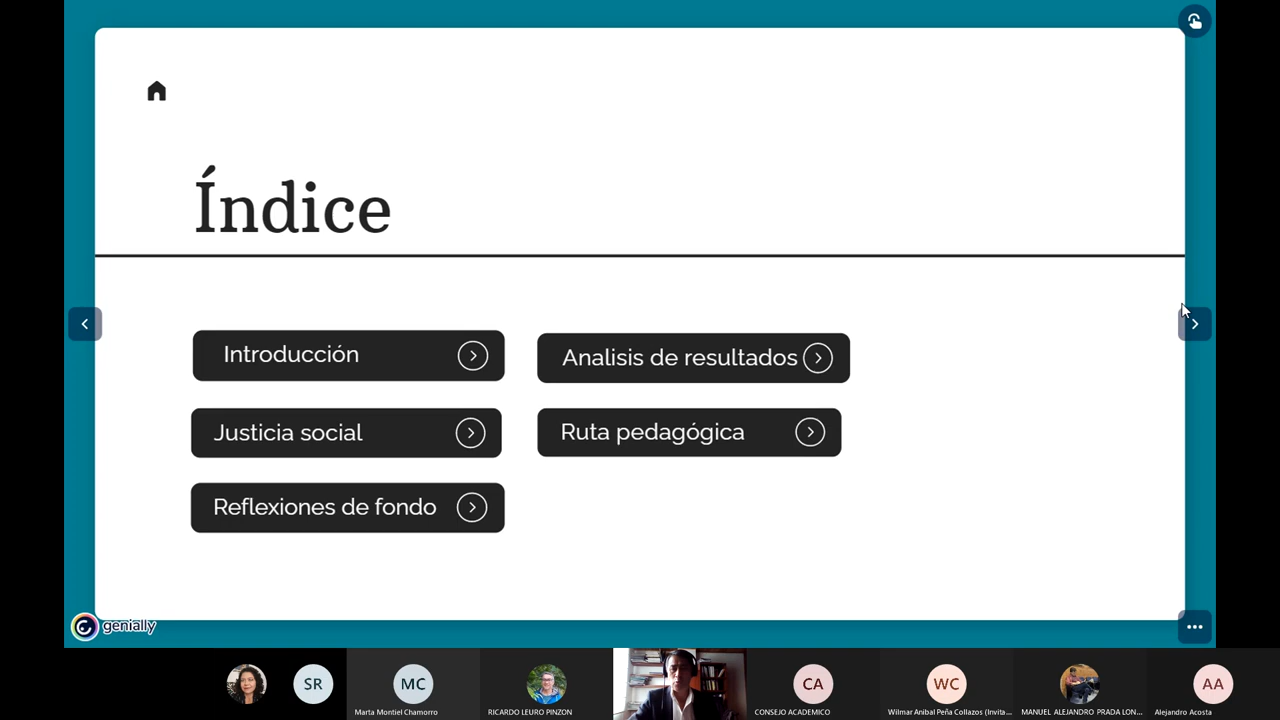 Índice
Introducción
Analisis de resultados
Justicia social
Ruta pedagógica
Reflexiones de fondo
genially
SR
MC
CA
WC
AA
Marta Montiel Chamorro
RICARDO LEURO PINZON
CONSEJO ACADEMICO
Wilmar Anibal Peña Collazos (Invita...
MANUEL ALEJANDRO PRADA LON...
Alejandro Acosta